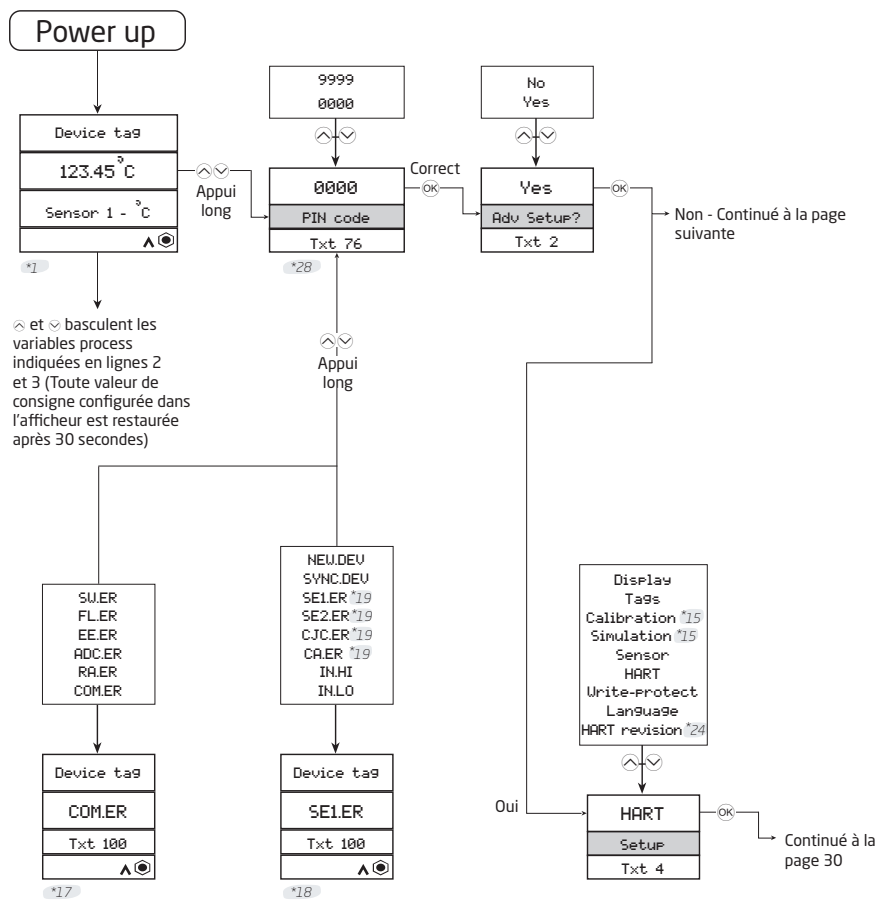 Power up
Device tag
123.45 °C
Sensor 1 - °C
*1
Appui
long
9999
0000
0000
PIN code
Txt 76
*28
Correct
OK
No
Yes
Yes
Adv Setup?
Txt 2
OK
Non - Continué à la page
suivante
et basculent les
variables process
indiquées en lignes 2
et 3 (Toute valeur de
consigne configurée dans
l'afficheur est restaurée
après 30 secondes)
Appui
long
SW.ER
FL.ER
EE.ER
ADC.ER
RA.ER
COM.ER
Device tag
COM.ER
Txt 100
*17
NEW.DEV
SYNC.DEV
SE1.ER *19
SE2.ER *19
CJC.ER *19
CA.ER *19
IN.HI
IN.LO
Device tag
SE1.ER
Txt 100
*18
Display
Tags
Calibration *15
Simulation *15
Sensor
HART
Write-protect
Language
HART revision *24
Oui
HART
Setup
Txt 4
OK
Continué à la
page 30